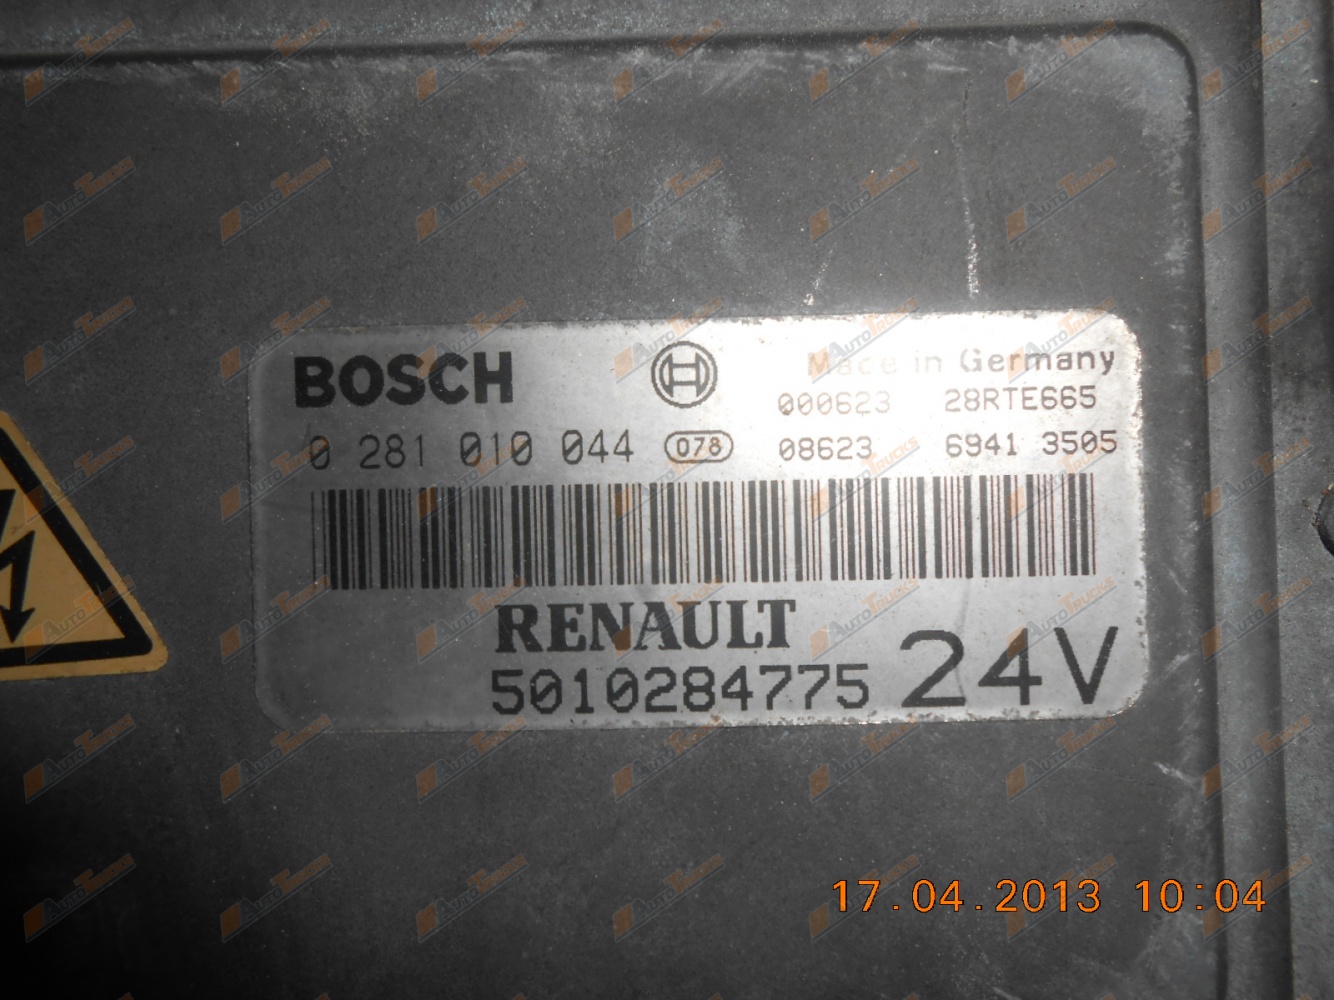 BOSCH
Made in Germany
000623 28RTE665
0 281 010 044 078 08623 6941 3505
RENAULT
5010284775 24V
17.04.2013 10:04
AUTOTRUCKS